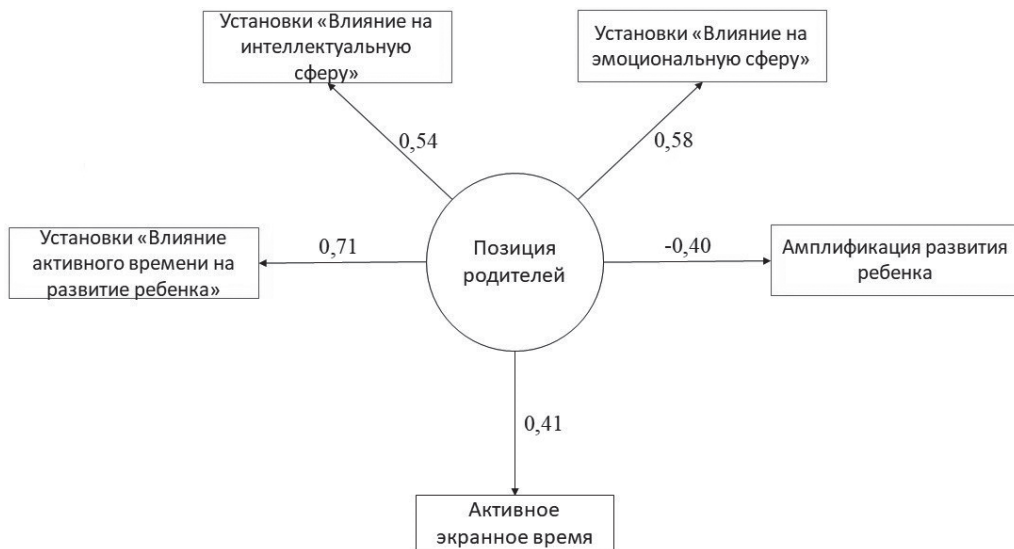 Установки «Влияние на
интеллектуальную
сферу»
Установки «Влияние на
эмоциональную сферу»
0,54
0,58
Установки «Влияние
активного времени на
развитие ребенка»
0,71
Позиция
родителей
-0,40
Амплификация развития
ребенка
0,41
Активное
экранное время